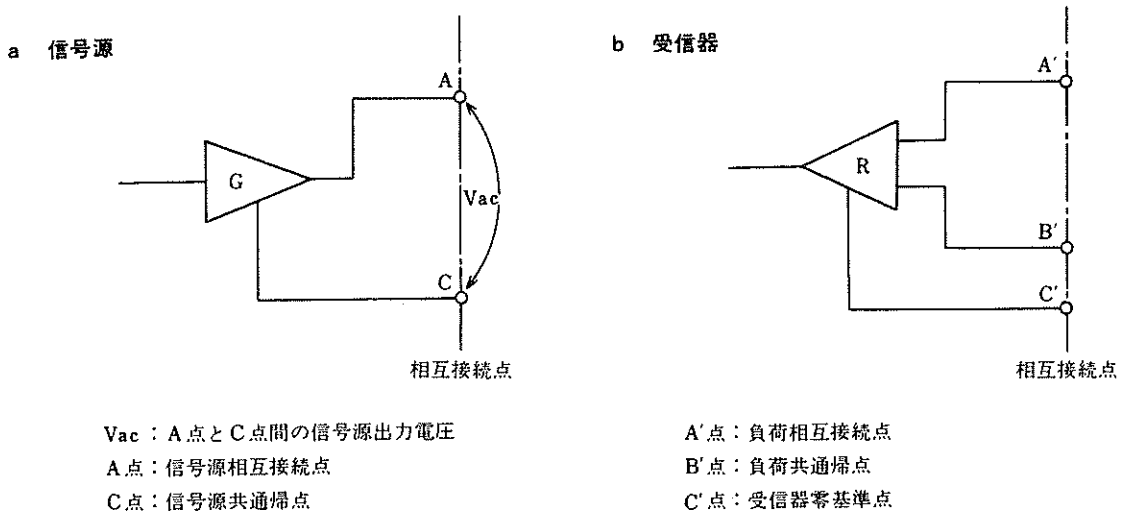 a 信号源
A
G
Vac
C
相互接続点
Vac：A点とC点間の信号源出力電圧
A点：信号源相互接続点
C点：信号源共通帰点
b 受信器
A′
R
B′
C′
相互接続点
A′点：負荷相互接続点
B′点：負荷共通帰点
C′点：受信器零基準点